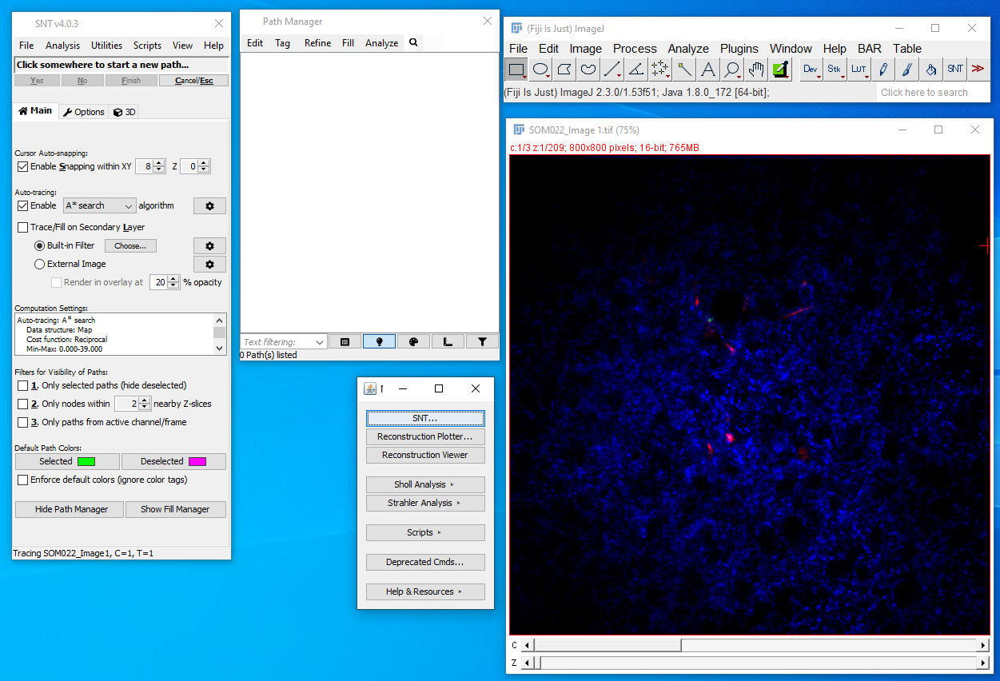 SNT v4.0.3
File Analysis Utilities Scripts View Help
Click somewhere to start a new path...
Yes No Finish Cancel/Esc
Main Options 3D
Cursor Auto-snapping:
Enable Snapping within XY 8 Z 0
Auto-tracing:
Enable A* search algorithm
Trace/Fill on Secondary Layer
Built-in Filter Choose...
External Image
Render in overlay at 20 % opacity
Computation Settings:
Auto-tracing: A* search
Data structure: Map
Cost function: Reciprocal
Min-Max: 0.000-39.000
Filters for Visibility of Paths:
1. Only selected paths (hide deselected)
2. Only nodes within 2 nearby Z-slices
3. Only paths from active channel/frame
Default Path Colors:
Selected Deselected
Enforce default colors (ignore color tags)
Hide Path Manager Show Fill Manager
Tracing SOM022_Image1, C=1, T=1
Path Manager
Edit Tag Refine Fill Analyze
Text filtering:
0 Path(s) listed
SNT...
Reconstruction Plotter...
Reconstruction Viewer
Sholl Analysis
Strahler Analysis
Scripts
Deprecated Cmds...
Help & Resources
(Fiji Is Just) ImageJ
File Edit Image Process Analyze Plugins Window Help BAR Table
Dev Stk LUT SNT
(Fiji Is Just) ImageJ 2.3.0/1.53f51; Java 1.8.0_172 [64-bit];
Click here to search
SOM022_Image 1.tif (75%)
c:1/3 z:1/209; 800x800 pixels; 16-bit; 765MB
C
Z